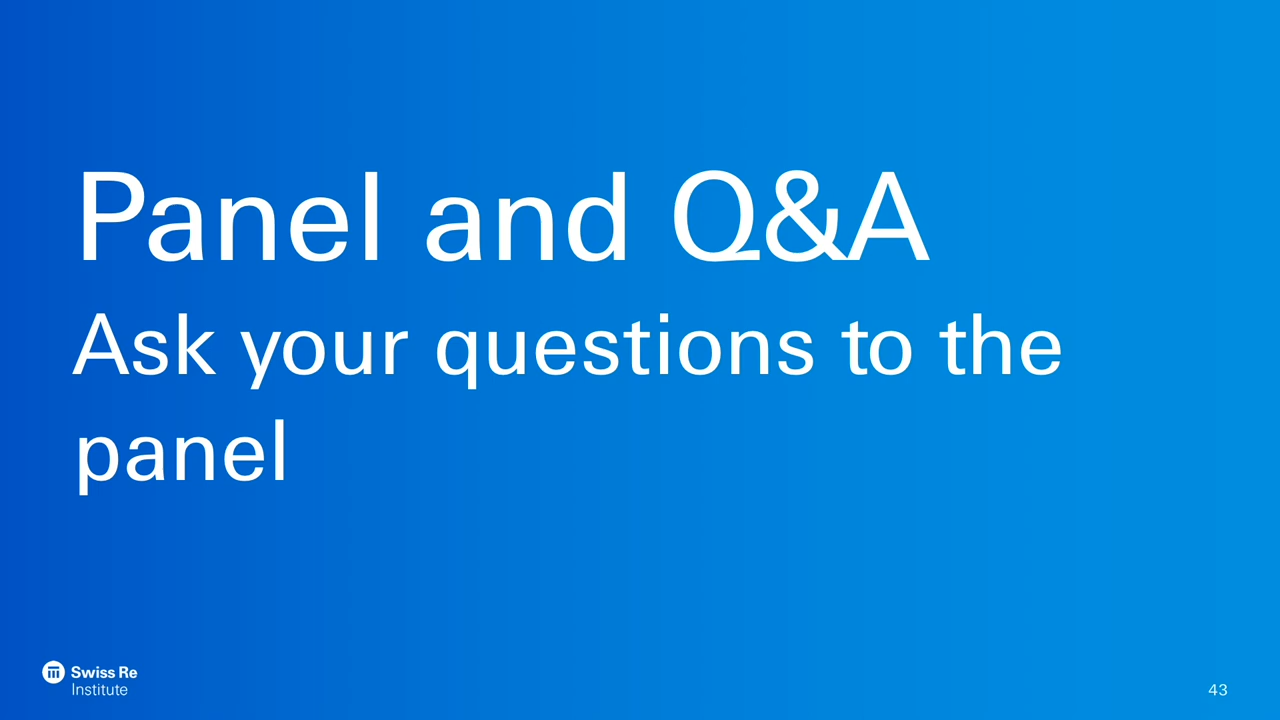 Panel and Q&A
Ask your questions to the
panel
Swiss Re
Institute
43